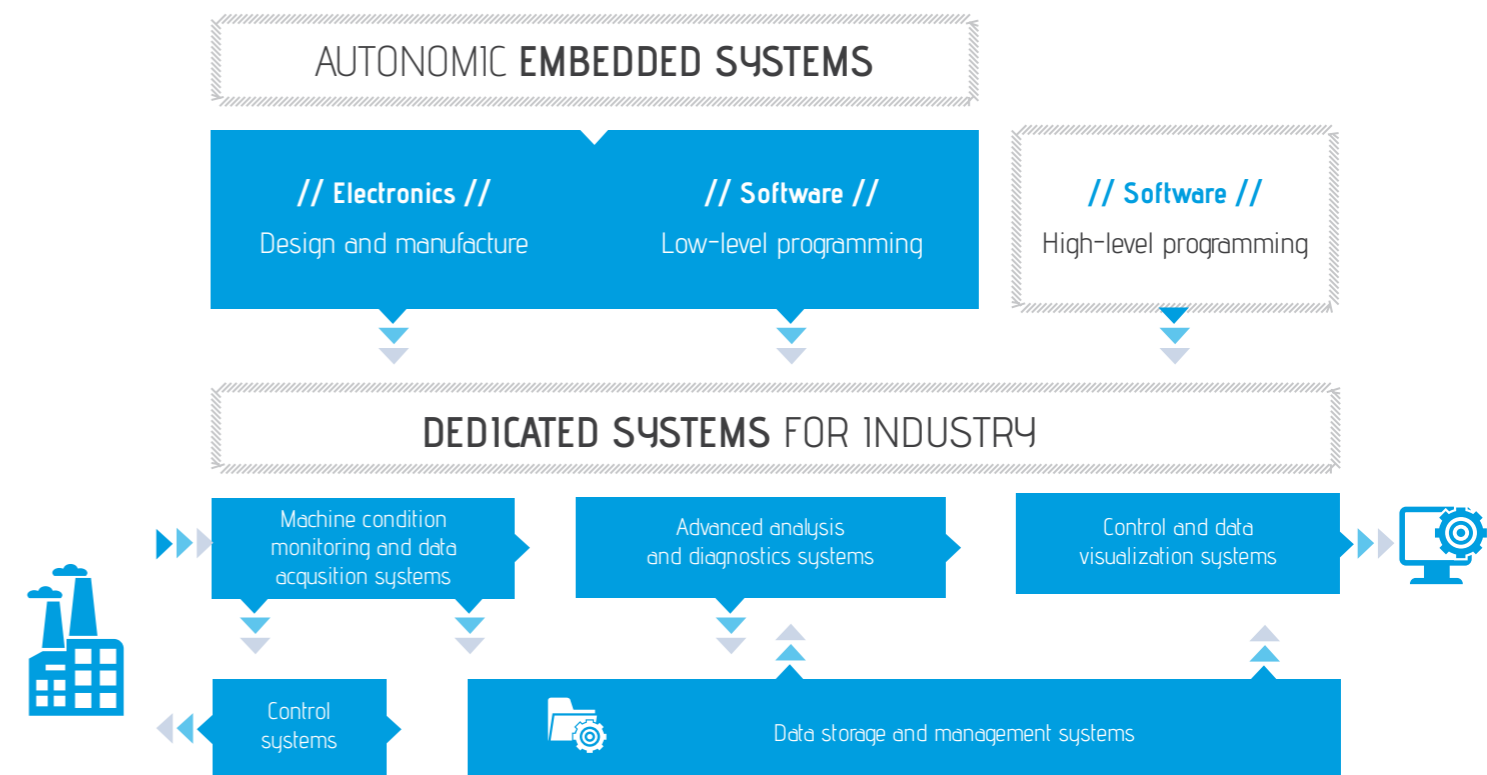 AUTONOMIC EMBEDDED SYSTEMS
// Electronics //
Design and manufacture
// Software //
Low-level programming
// Software //
High-level programming
DEDICATED SYSTEMS FOR INDUSTRY
Machine condition
monitoring and data
acqusition systems
Advanced analysis
and diagnostics systems
Control and data
visualization systems
Control
systems
Data storage and management systems